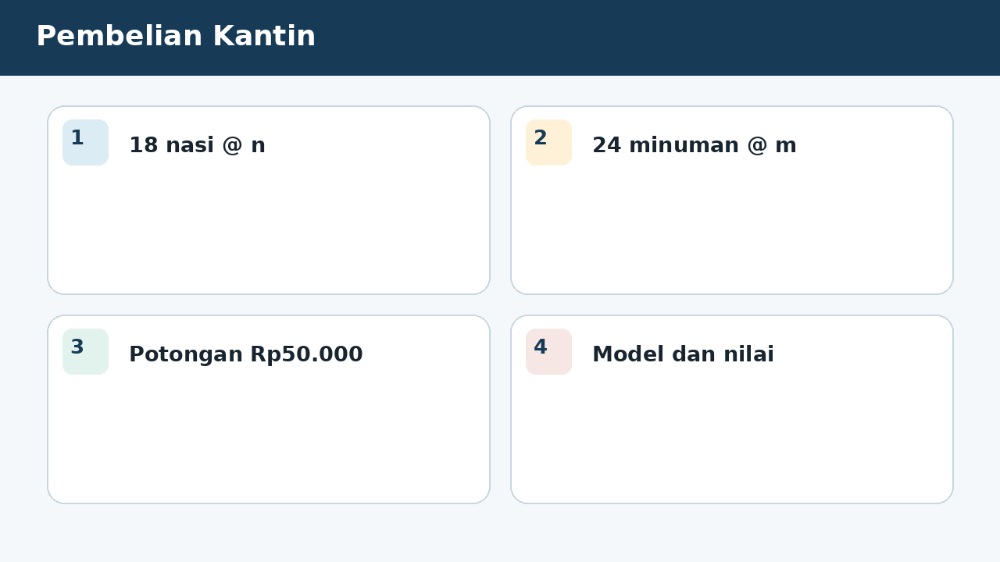 Pembelian Kantin
1
18 nasi @ n
2
24 minuman @ m
3
Potongan Rp50.000
4
Model dan nilai